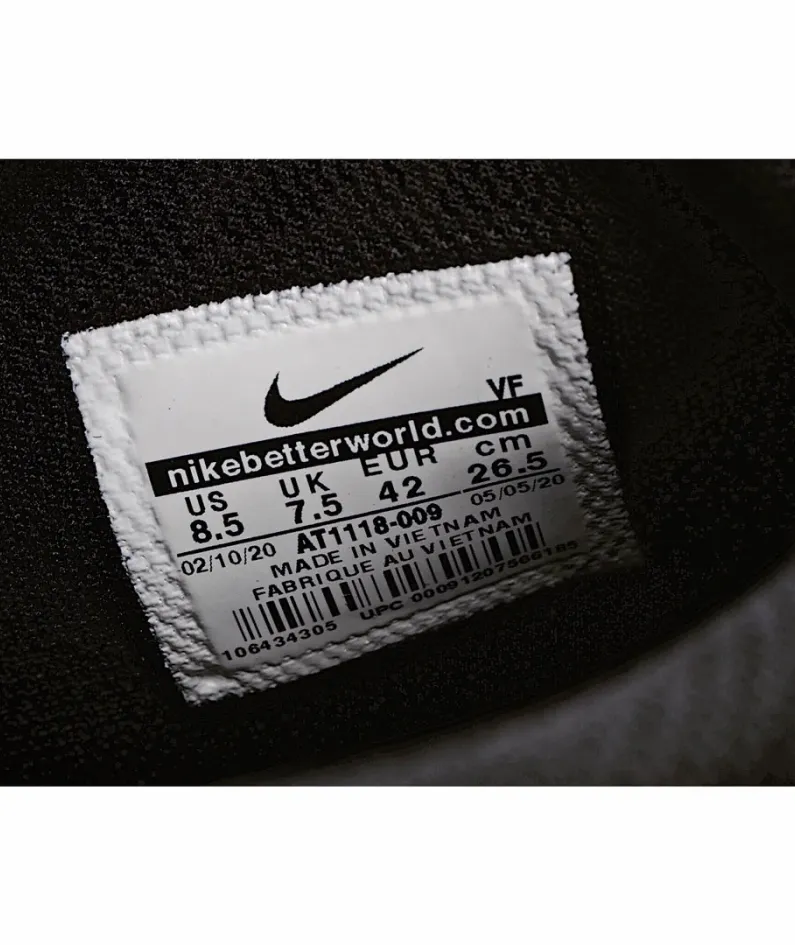 VF
nikebetterworld.com
US UK EUR cm
8.5 7.5 42 26.5
02/10/20 AT1118-009 05/05/20
MADE IN VIETNAM
FABRIQUE AU VIETNAM
106434305 UPC 00091207566185